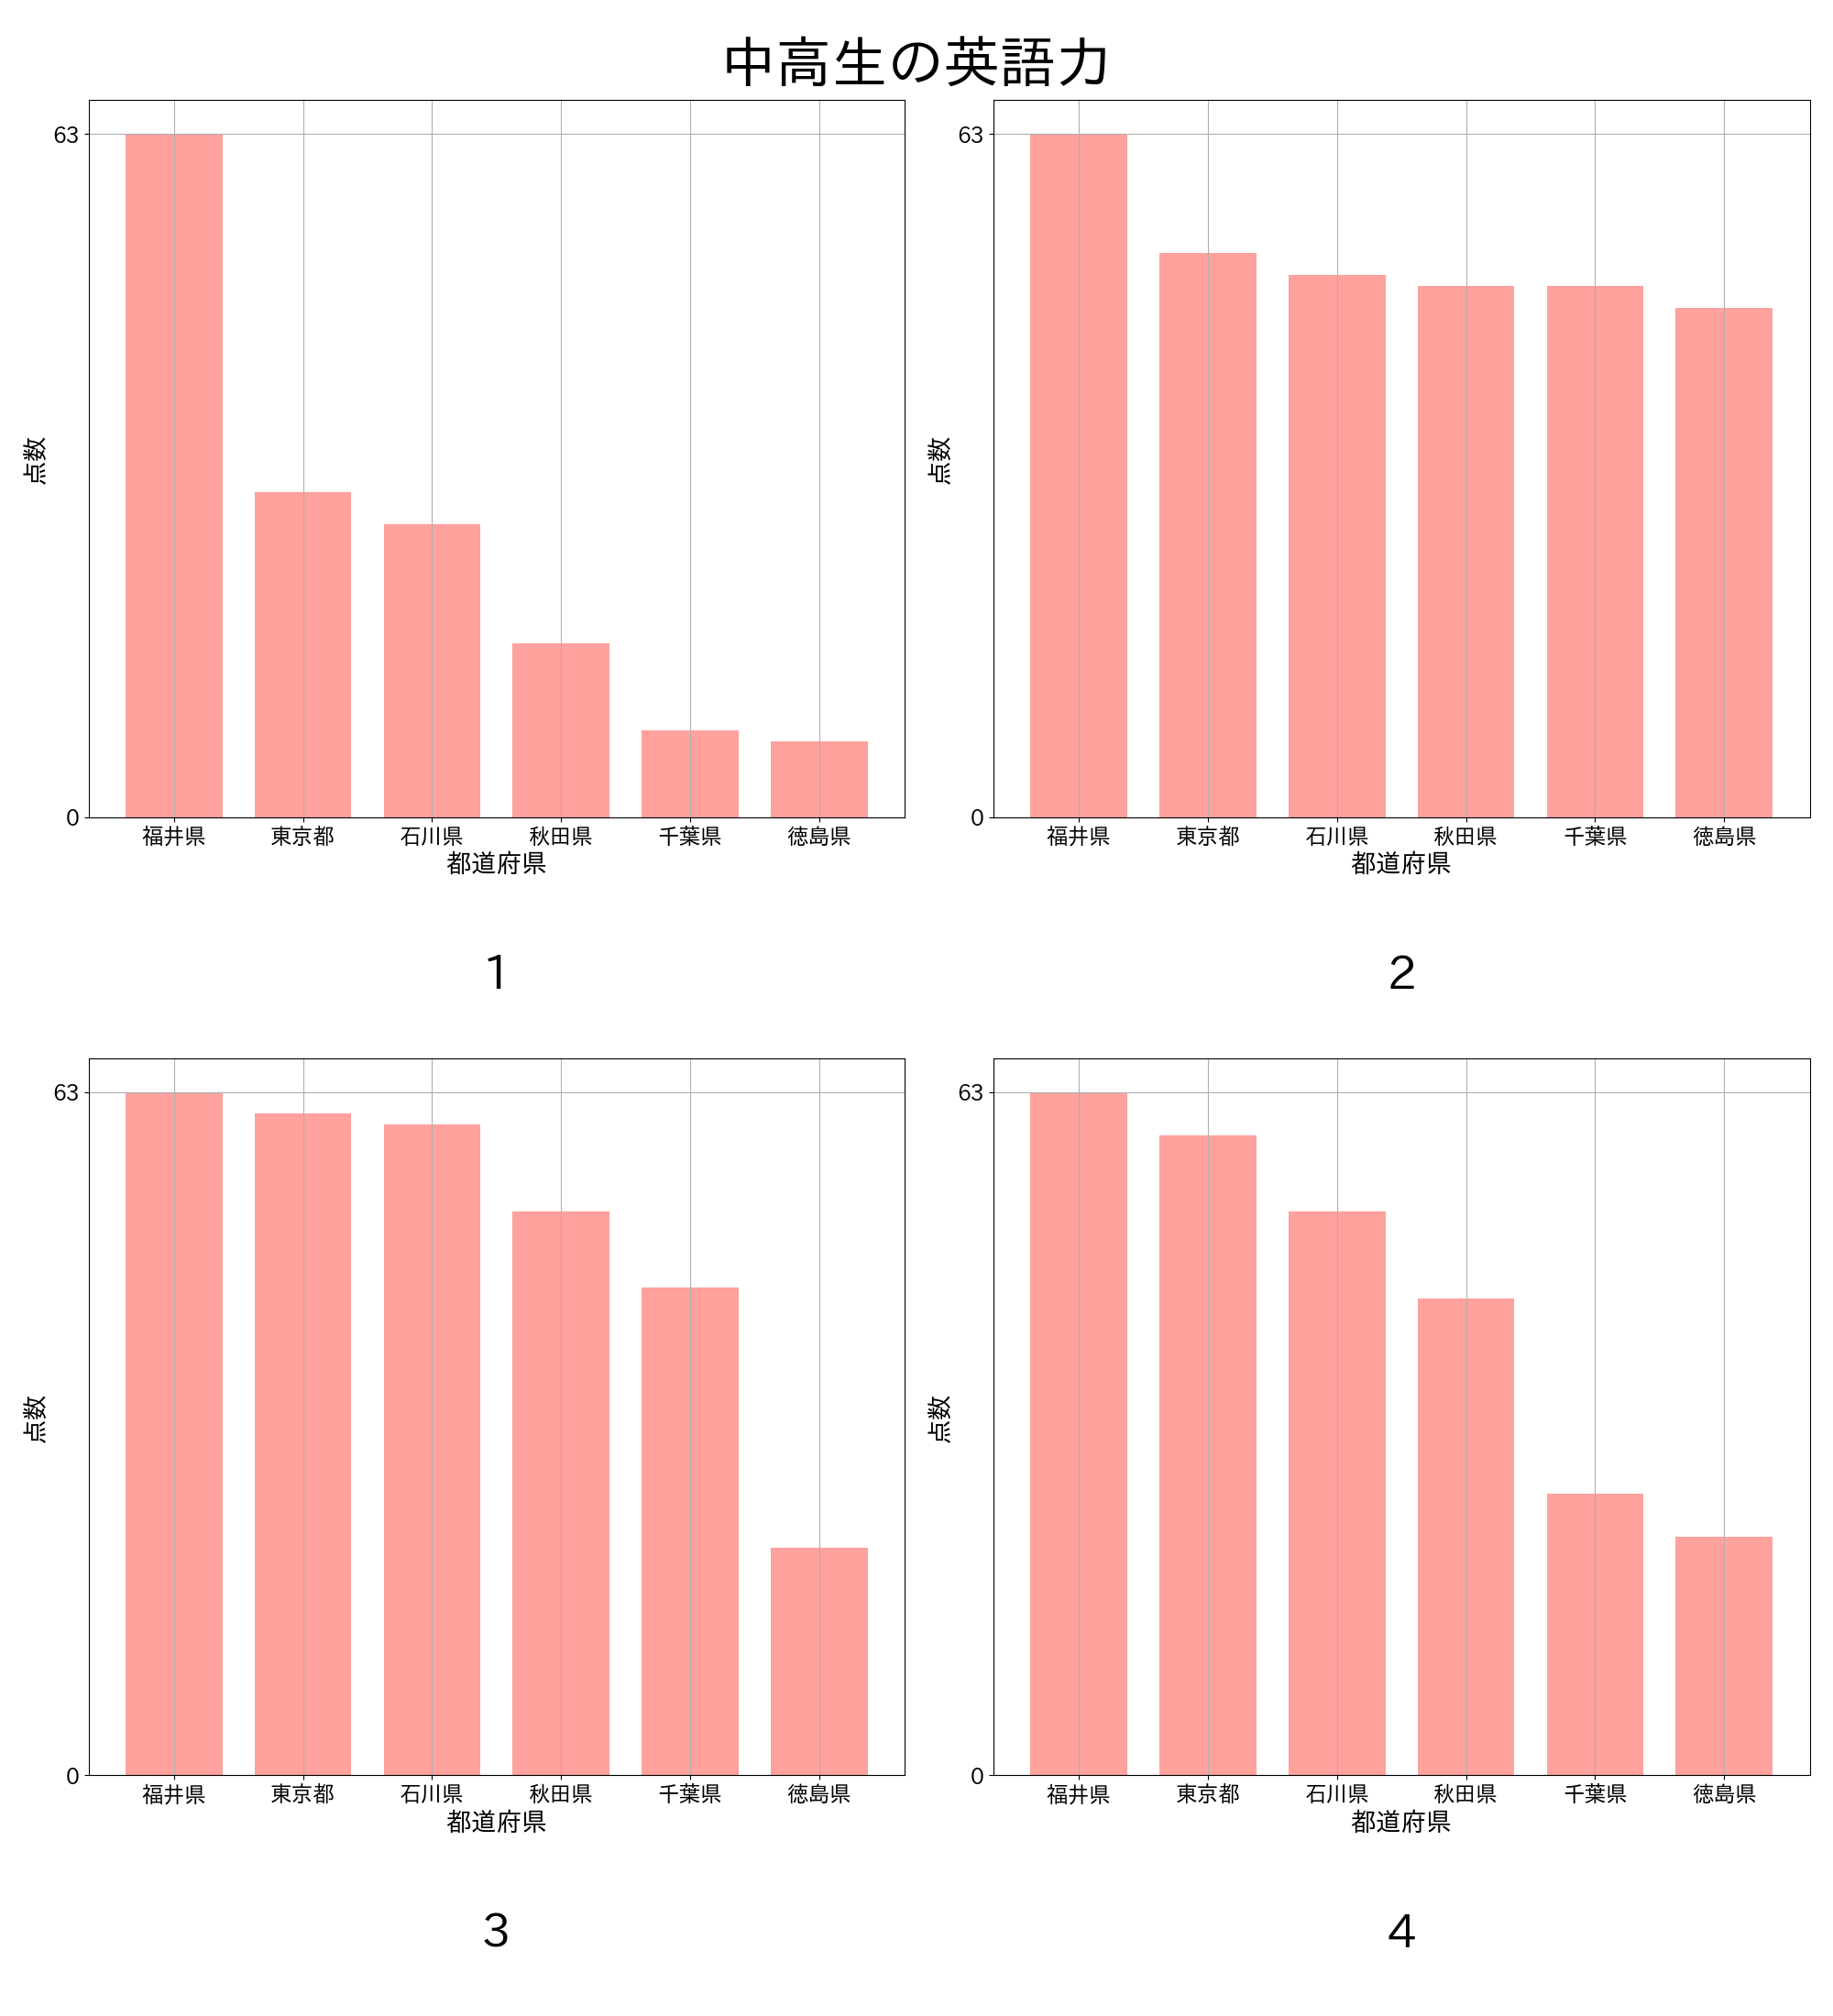 中高生の英語力
63
点数
0
福井県 東京都 石川県 秋田県 千葉県 徳島県
都道府県
1
63
点数
0
福井県 東京都 石川県 秋田県 千葉県 徳島県
都道府県
2
63
点数
0
福井県 東京都 石川県 秋田県 千葉県 徳島県
都道府県
3
63
点数
0
福井県 東京都 石川県 秋田県 千葉県 徳島県
都道府県
4